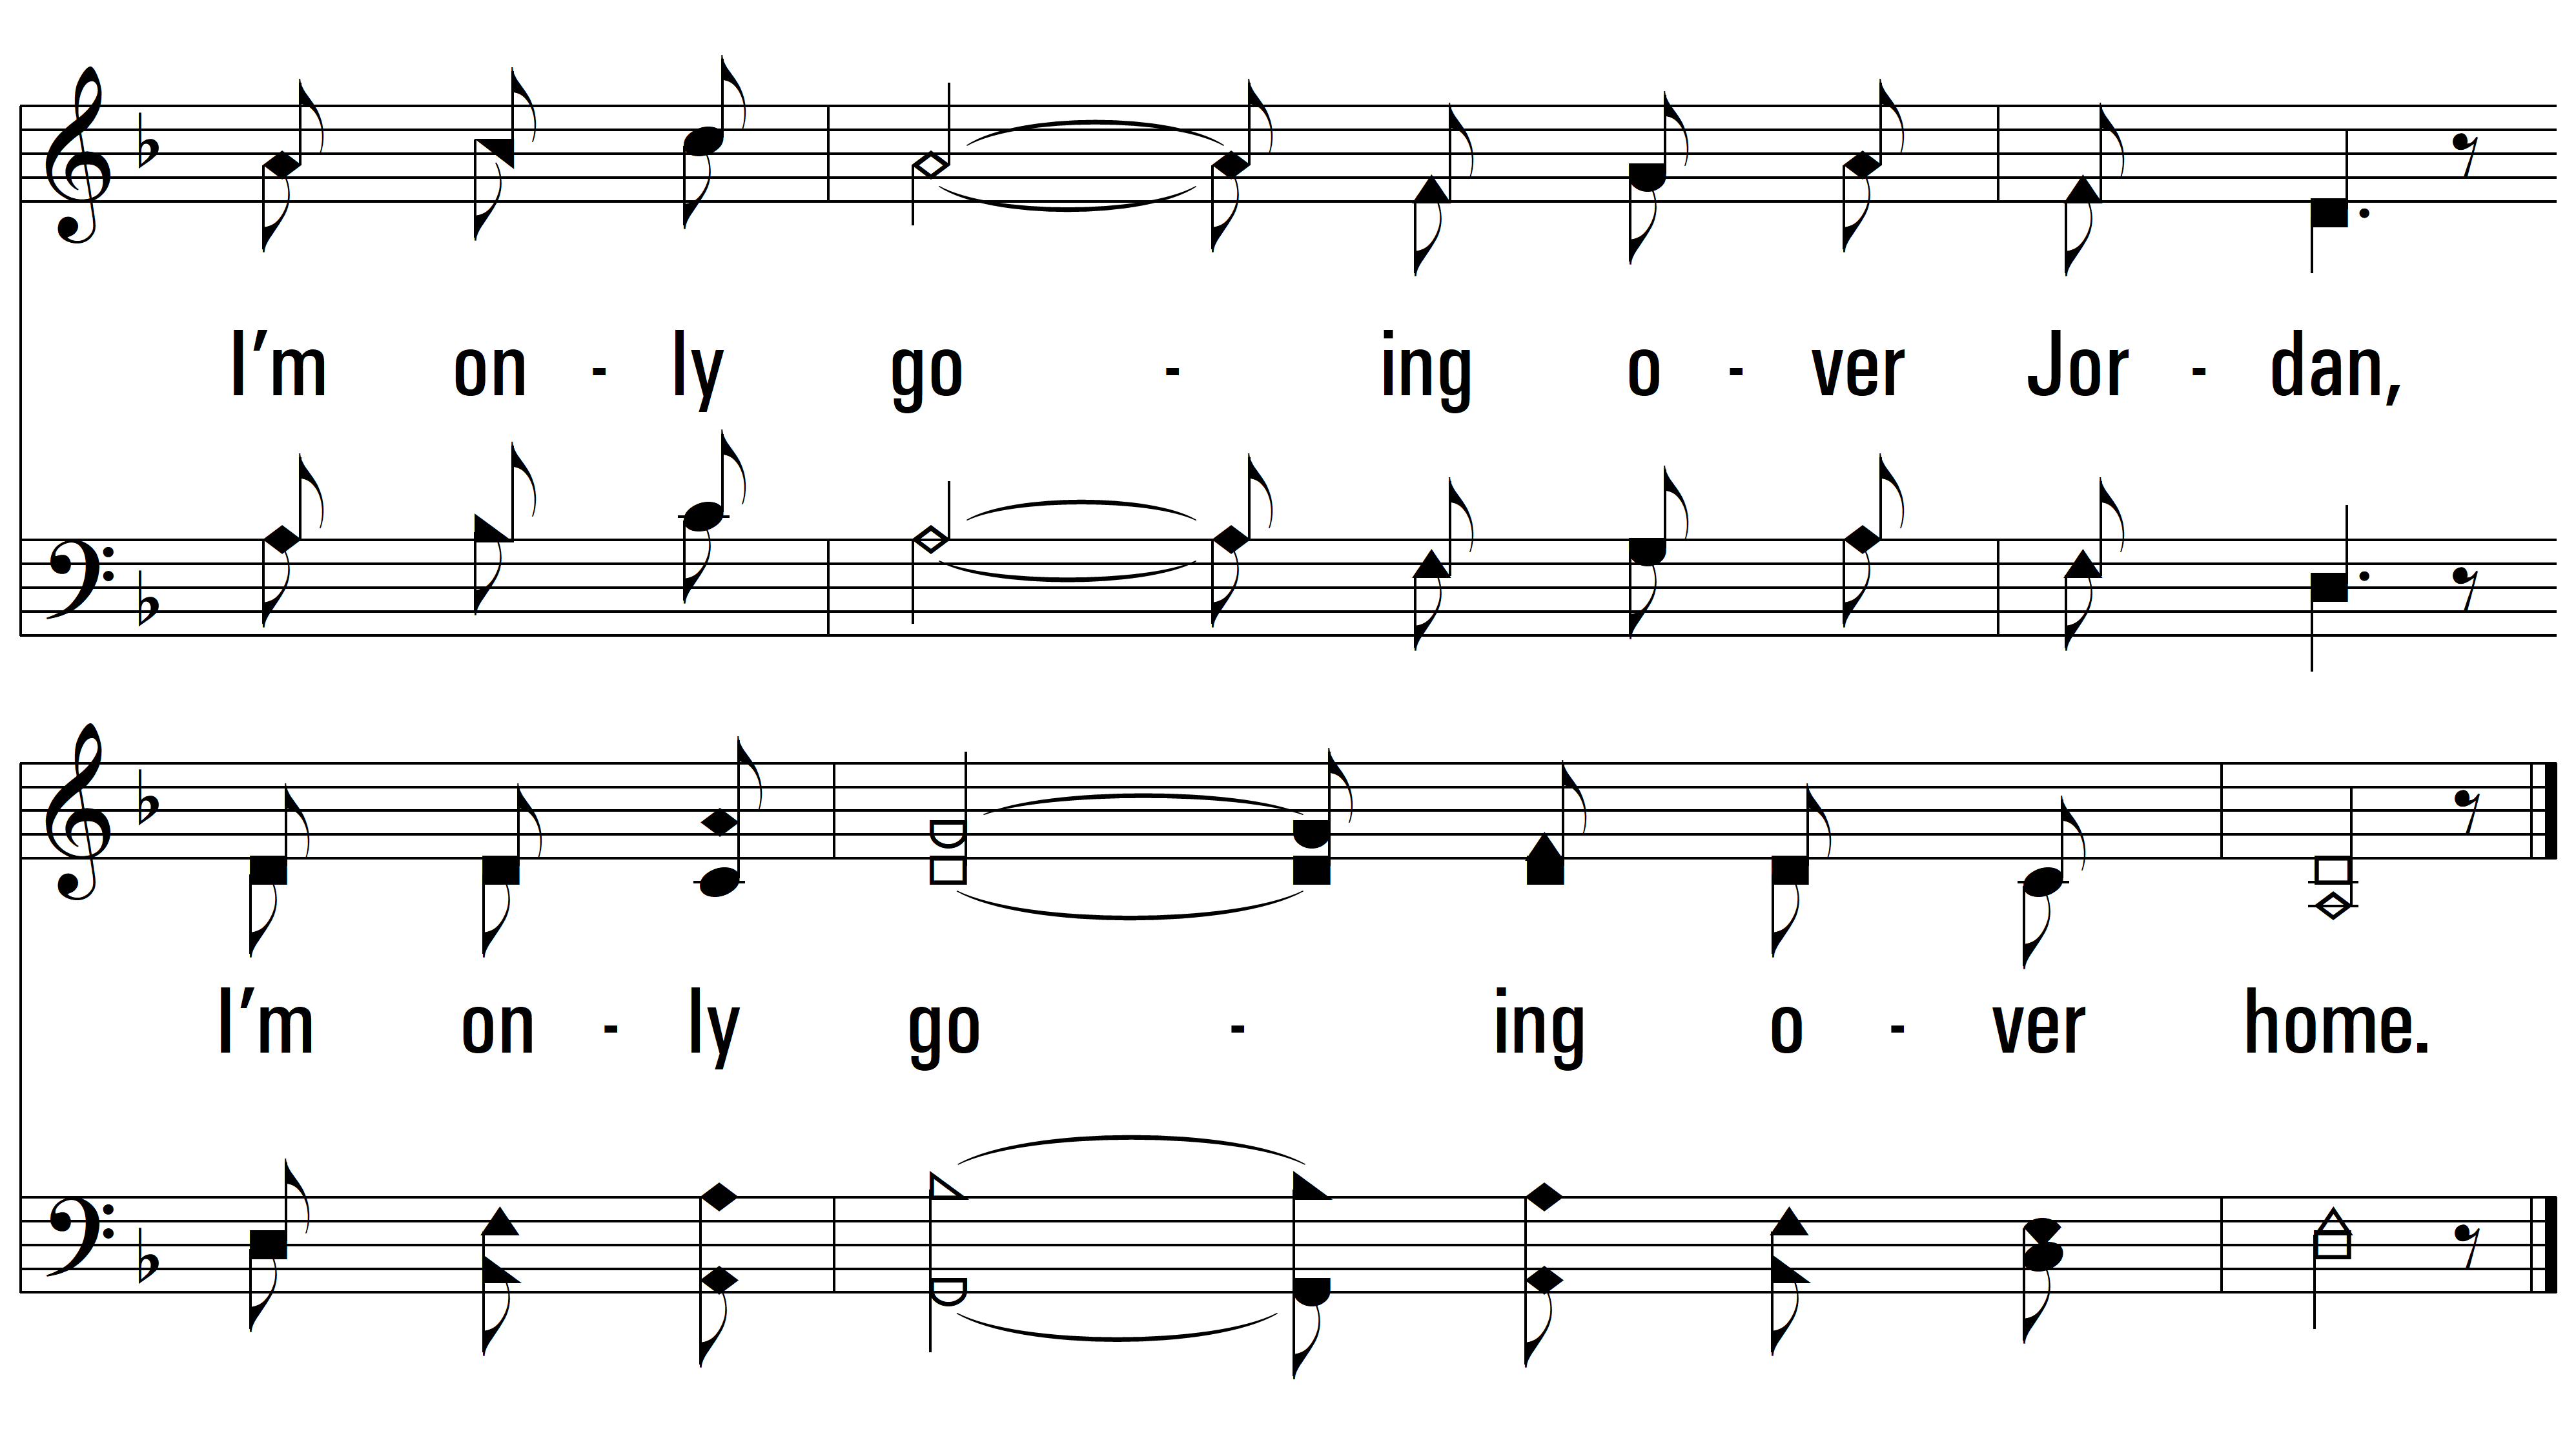 I’m on - ly go - ing o - ver Jor - dan,
I’m on - ly go - ing o - ver home.